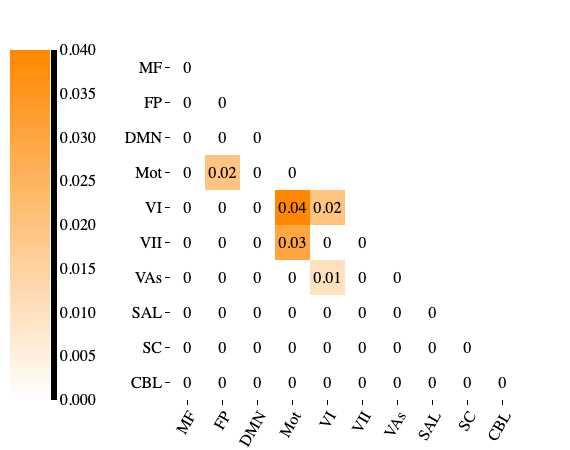 0.040
0.035
0.030
0.025
0.020
0.015
0.010
0.005
0.000
MF 0
FP 0 0
DMN 0 0 0
Mot 0 0.02 0 0
VI 0 0 0 0.04 0.02
VII 0 0 0 0.03 0 0
VAs 0 0 0 0 0.01 0 0
SAL 0 0 0 0 0 0 0 0
SC 0 0 0 0 0 0 0 0 0
CBL 0 0 0 0 0 0 0 0 0 0
MF FP DMN Mot VI VII VAs SAL SC CBL